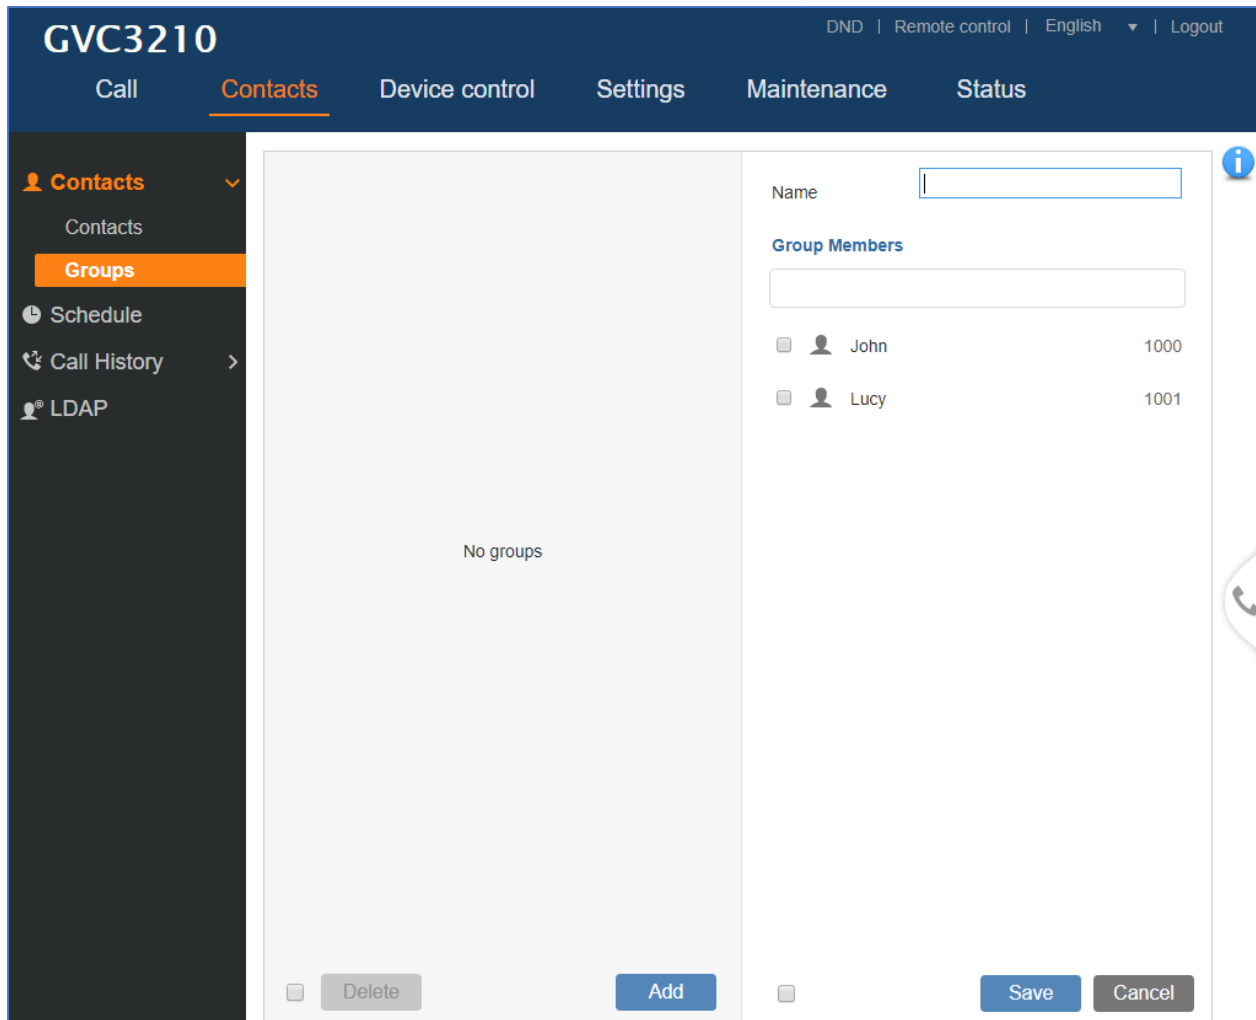 GVC3210
DND | Remote control | English | Logout
Call Contacts Device control Settings Maintenance Status
Contacts
Contacts
Groups
Schedule
Call History
LDAP
No groups
Delete Add
Name
Group Members
John 1000
Lucy 1001
Save Cancel